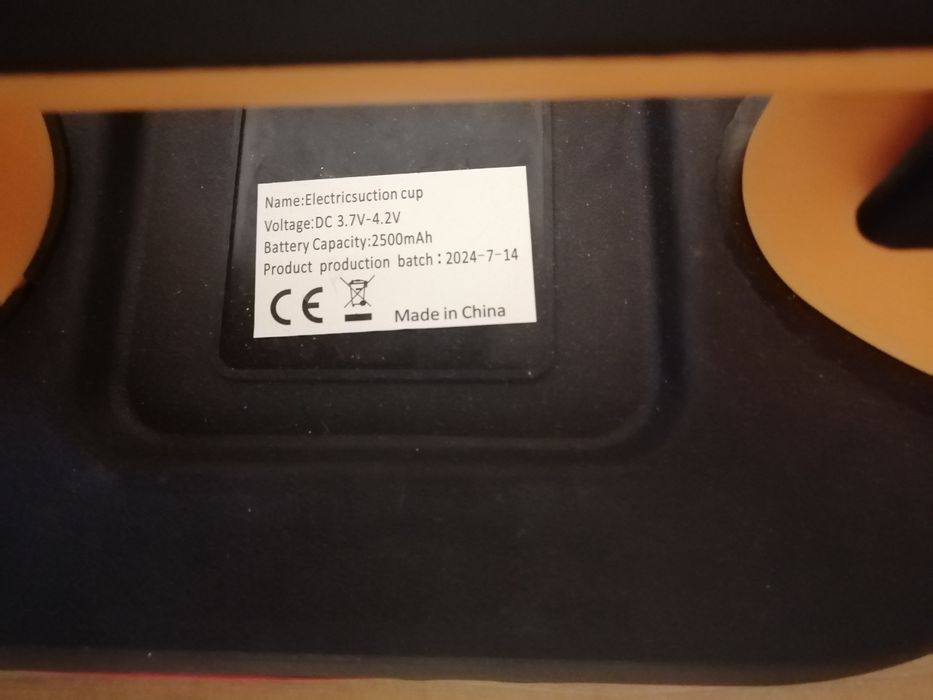 Name:Electricsuction cup
Voltage:DC 3.7V-4.2V
Battery Capacity:2500mAh
Product production batch：2024-7-14
CE
Made in China